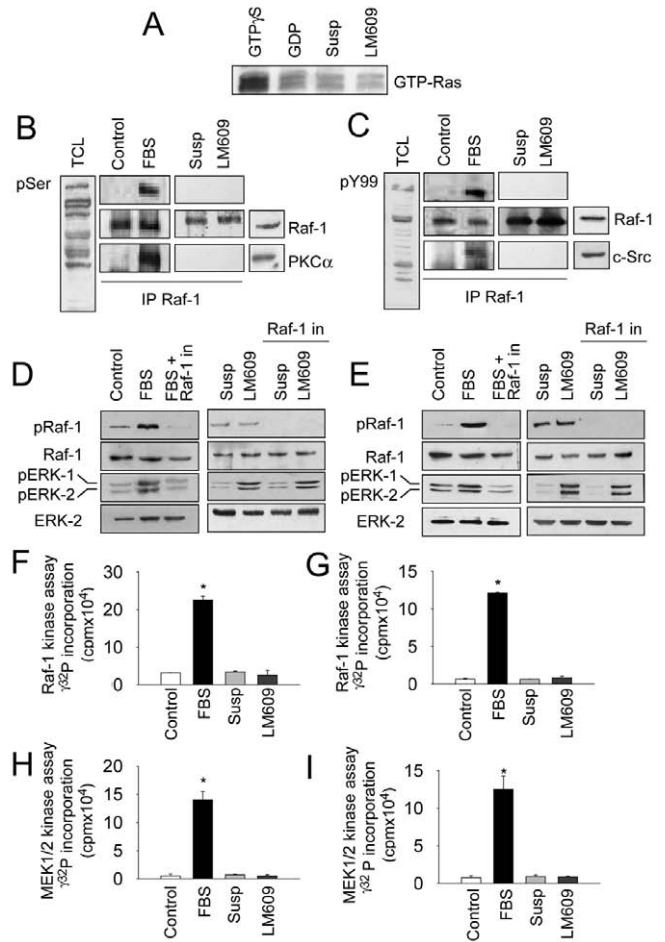 A
GTPγS GDP Susp LM609
GTP-Ras
B
TCL Control FBS Susp LM609
pSer
Raf-1
PKCα
IP Raf-1
C
TCL Control FBS Susp LM609
pY99
Raf-1
c-Src
IP Raf-1
D
Raf-1 in
Control FBS FBS + Raf-1 in Susp LM609 Susp LM609
pRaf-1
Raf-1
pERK-1
pERK-2
ERK-2
E
Raf-1 in
Control FBS FBS + Raf-1 in Susp LM609 Susp LM609
pRaf-1
Raf-1
pERK-1
pERK-2
ERK-2
F
Raf-1 kinase assay
γ32P incorporation
(cpmx10⁴)
30
20
10
0
*
Control FBS Susp LM609
G
Raf-1 kinase assay
γ32P incorporation
(cpmx10⁴)
15
10
5
0
*
Control FBS Susp LM609
H
MEK1/2 kinase assay
γ32P incorporation
(cpmx10⁴)
20
15
10
5
0
*
Control FBS Susp LM609
I
MEK1/2 kinase assay
γ32P incorporation
(cpmx10⁴)
15
10
5
0
*
Control FBS Susp LM609